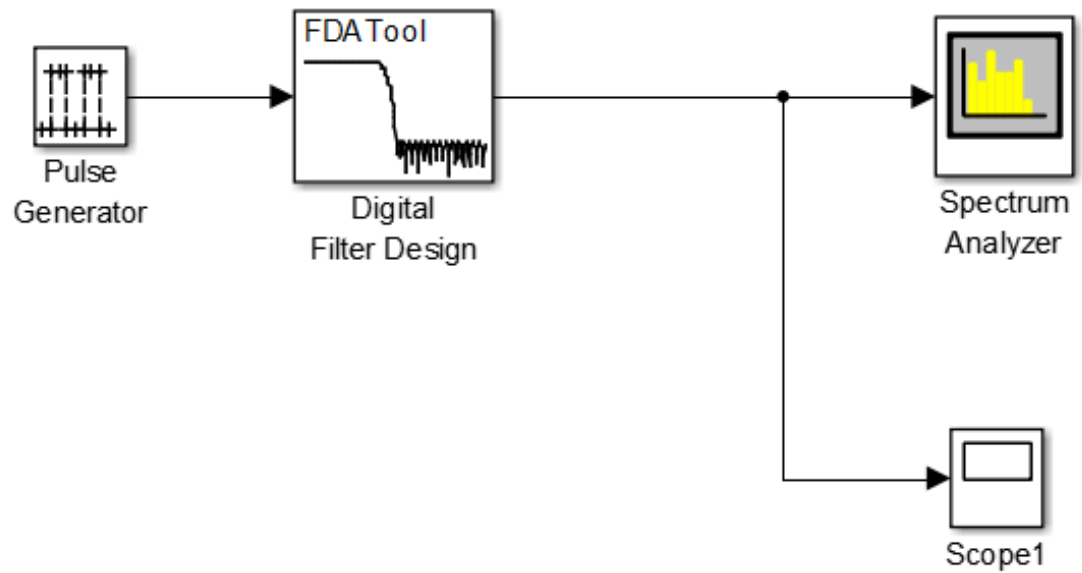 FDATool
Pulse
Generator
Digital
Filter Design
Spectrum
Analyzer
Scope1